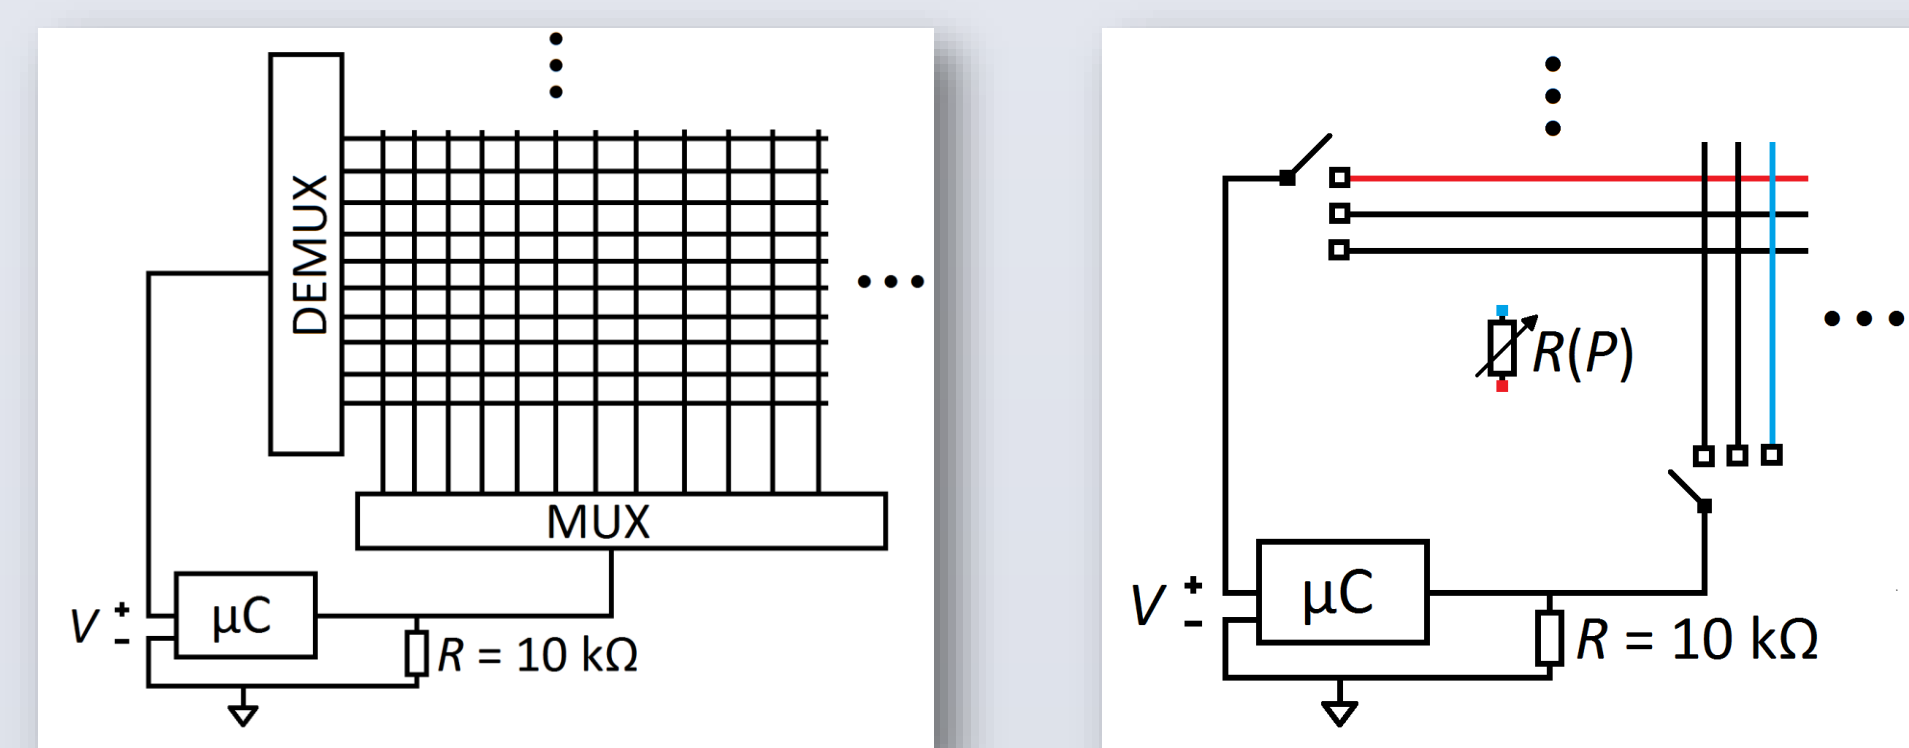 DEMUX
MUX
V + -
µC
R = 10 kΩ
R(P)
V + -
µC
R = 10 kΩ